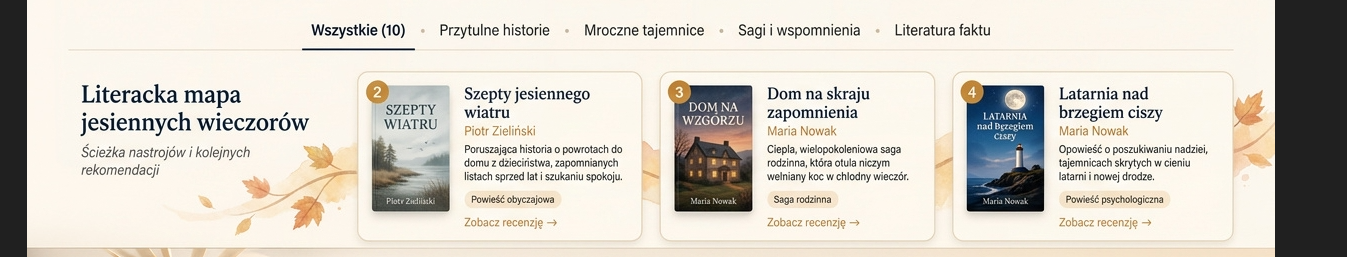 Wszystkie (10) • Przytulne historie • Mroczne tajemnice • Sagi i wspomnienia • Literatura faktu
Literacka mapa
jesiennych wieczorów
Ścieżka nastrojów i kolejnych
rekomendacji
2
SZEPTY
WIATRU
Piotr Zieliński
Szepty jesiennego
wiatru
Piotr Zieliński
Poruszająca historia o powrotach do
domu z dzieciństwa, zapomnianych
listach sprzed lat i szukaniu spokoju.
Powieść obyczajowa
Zobacz recenzję →
3
DOM NA
WZGÓRZU
Maria Nowak
Dom na skraju
zapomnienia
Maria Nowak
Ciepła, wielopokoleniowa saga
rodzinna, która otula niczym
wełniany koc w chłodny wieczór.
Saga rodzinna
Zobacz recenzję →
4
LATARNIA
nad brzegiem
Ciszy
Maria Nowak
Latarnia nad
brzegiem ciszy
Maria Nowak
Opowieść o poszukiwaniu nadziei,
tajemnicach skrytych w cieniu
latarni i nowej drodze.
Powieść psychologiczna
Zobacz recenzję →